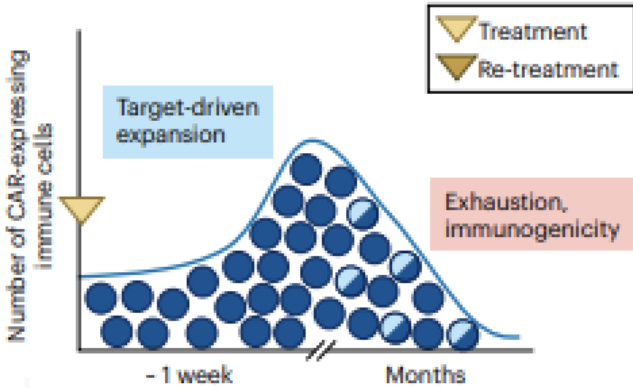 Treatment
Re-treatment
Target-driven
expansion
Exhaustion,
immunogenicity
Number of CAR-expressing
immune cells
~ 1 week
Months